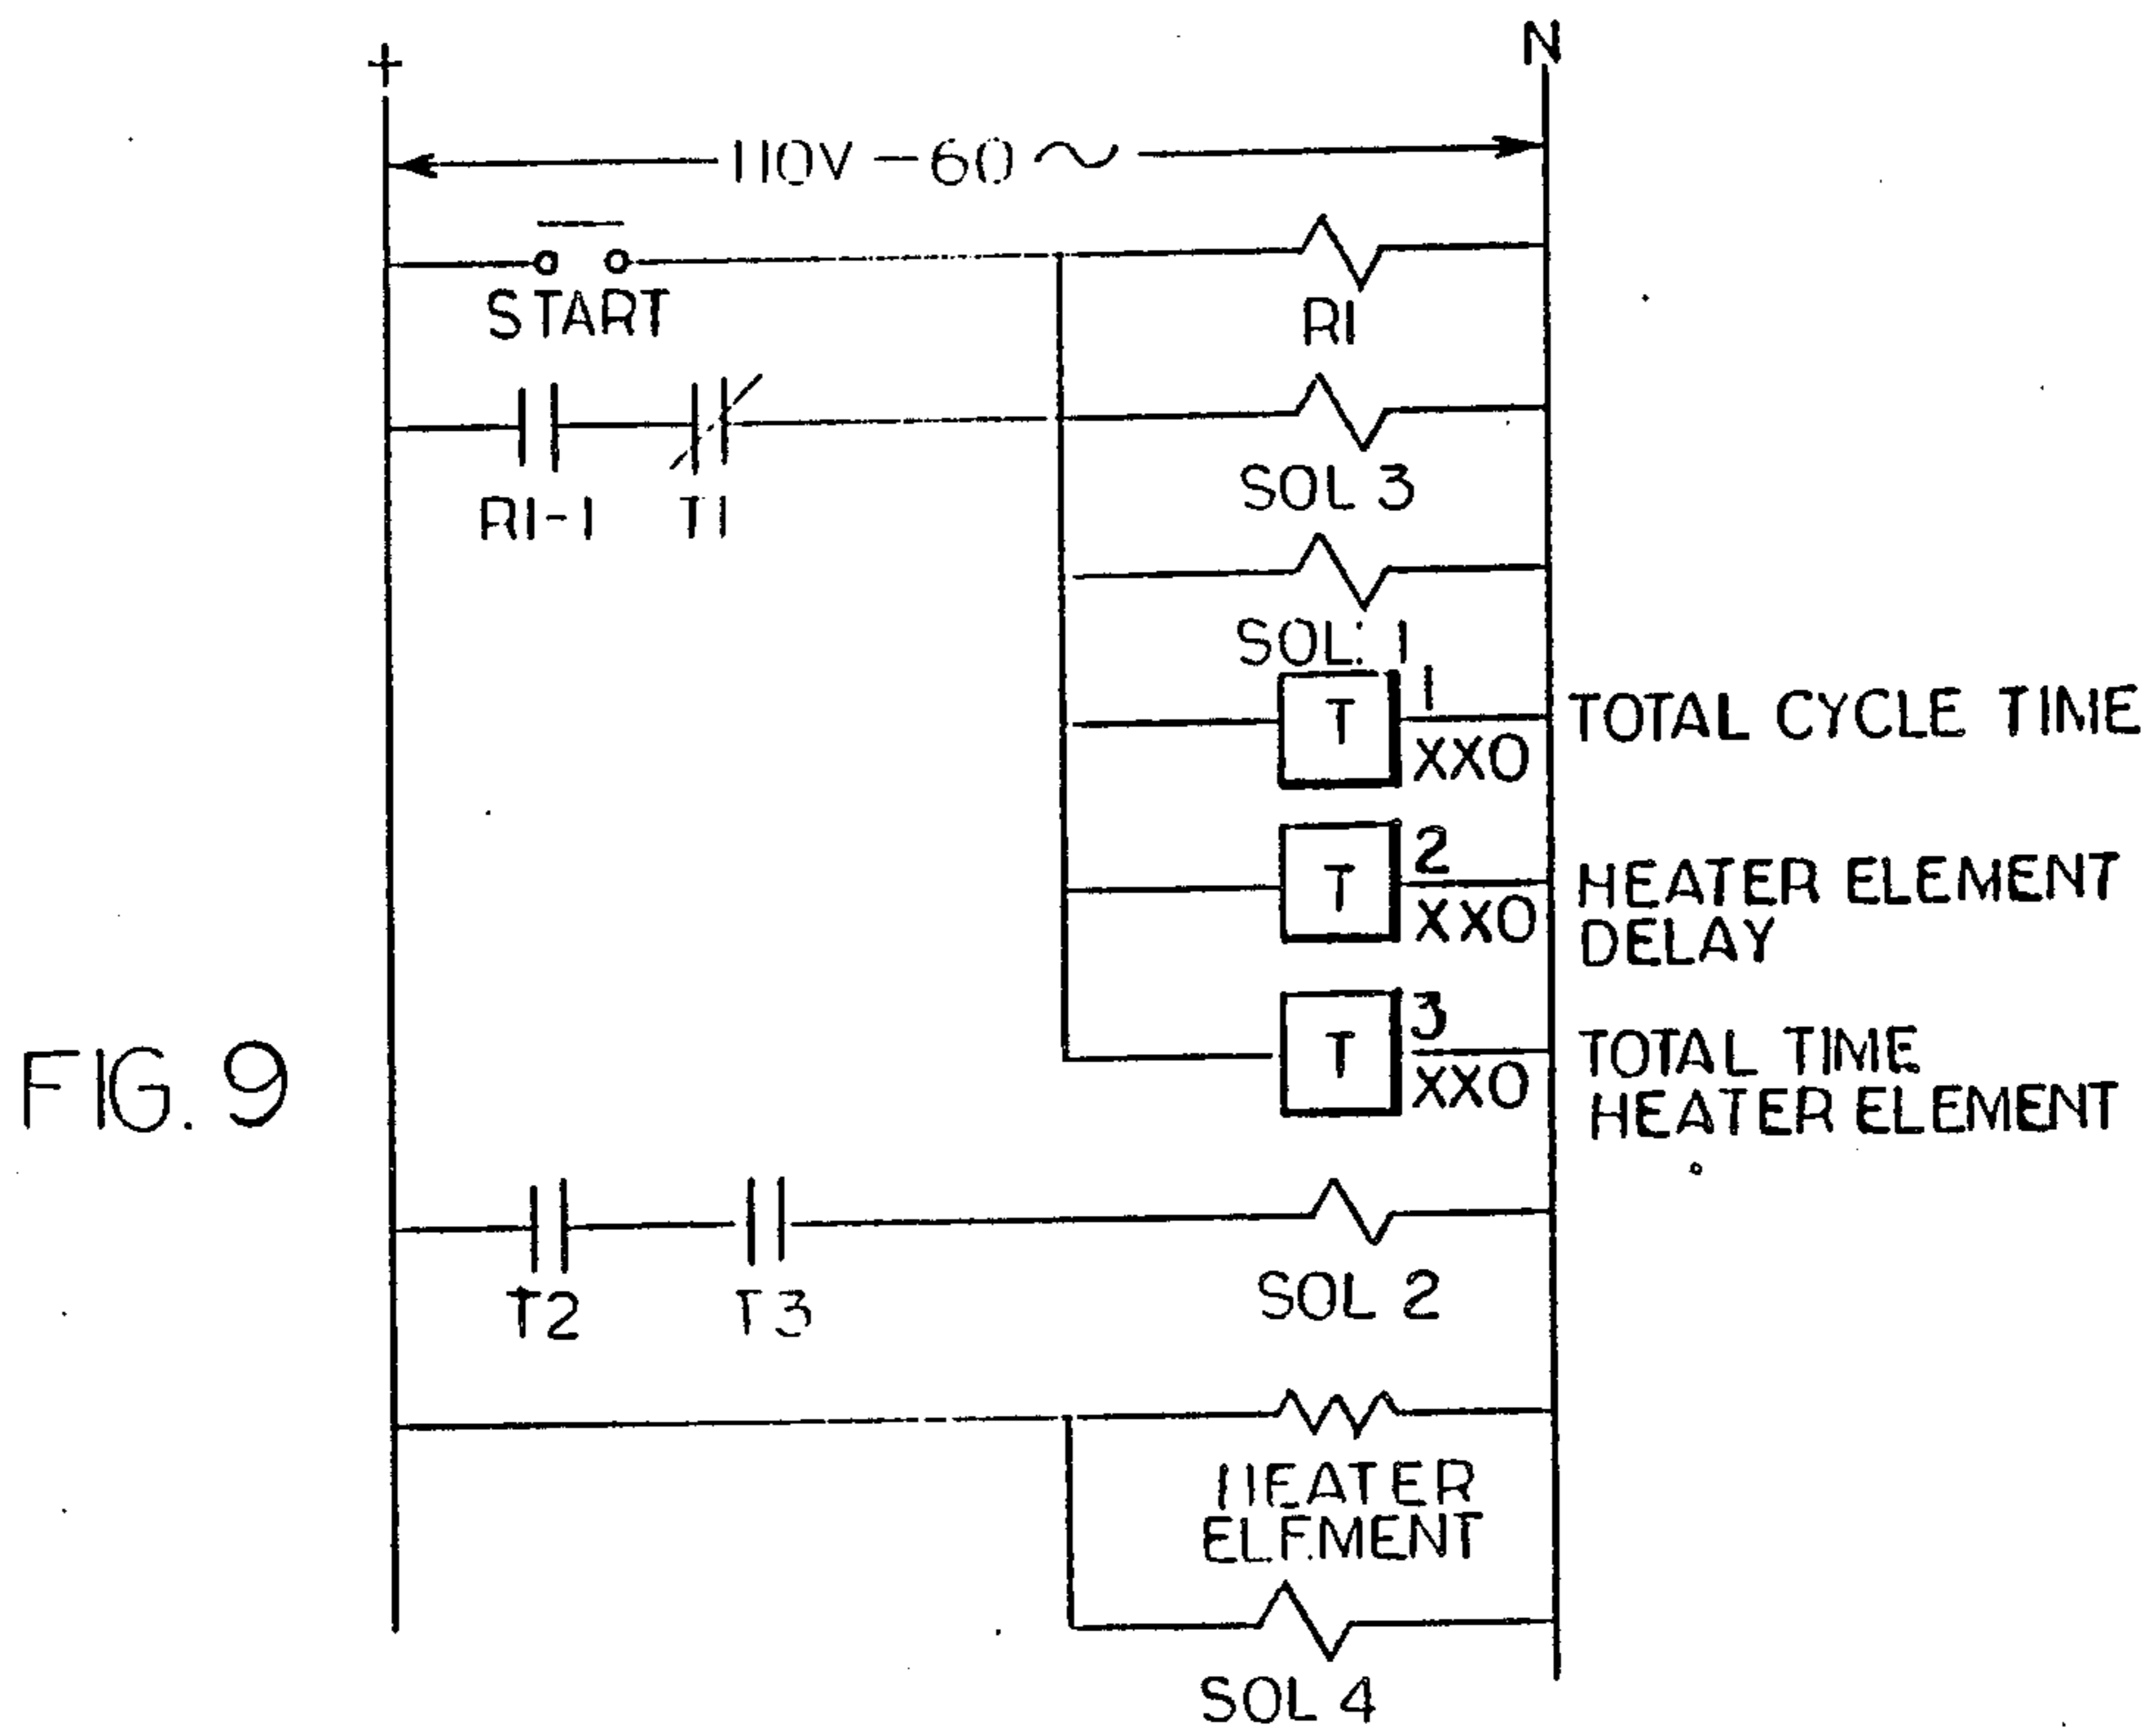 + N
110V - 60 ~
START
R1
R1-1 T1
SOL 3
SOL. 1
T 1 XXO TOTAL CYCLE TIME
T 2 XXO HEATER ELEMENT
DELAY
T 3 XXO TOTAL TIME
HEATER ELEMENT
FIG. 9
T2 T3 SOL 2
HEATER
ELEMENT
SOL 4